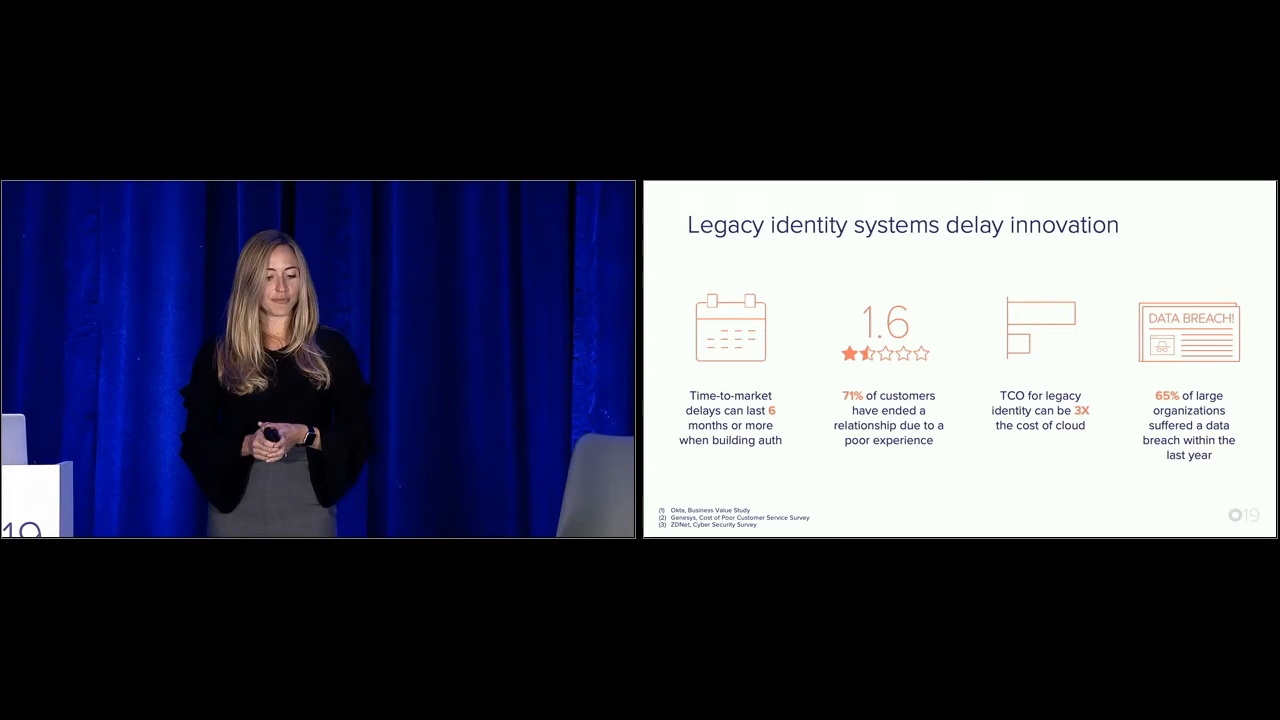 Legacy identity systems delay innovation
1.6
DATA BREACH!
Time-to-market
delays can last 6
months or more
when building auth
71% of customers
have ended a
relationship due to a
poor experience
TCO for legacy
identity can be 3X
the cost of cloud
65% of large
organizations
suffered a data
breach within the
last year
(1) Okta, Business Value Study
(2) Genesys, Cost of Poor Customer Service Survey
(3) ZDNet, Cyber Security Survey
O19
19